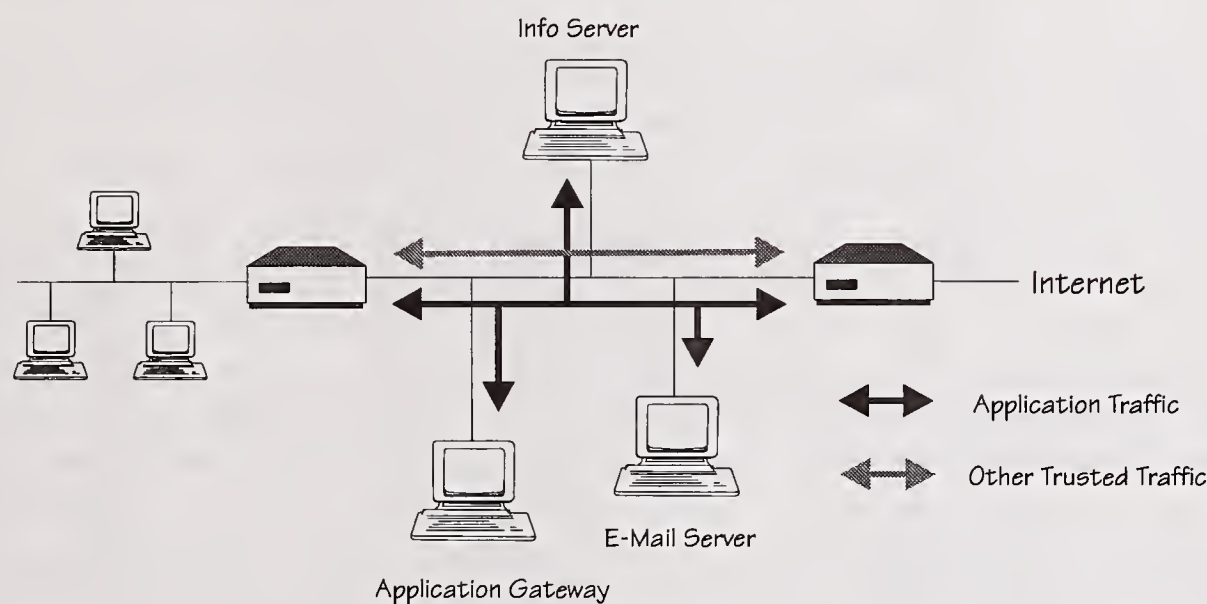 Info Server
Internet
Application Traffic
Other Trusted Traffic
E-Mail Server
Application Gateway